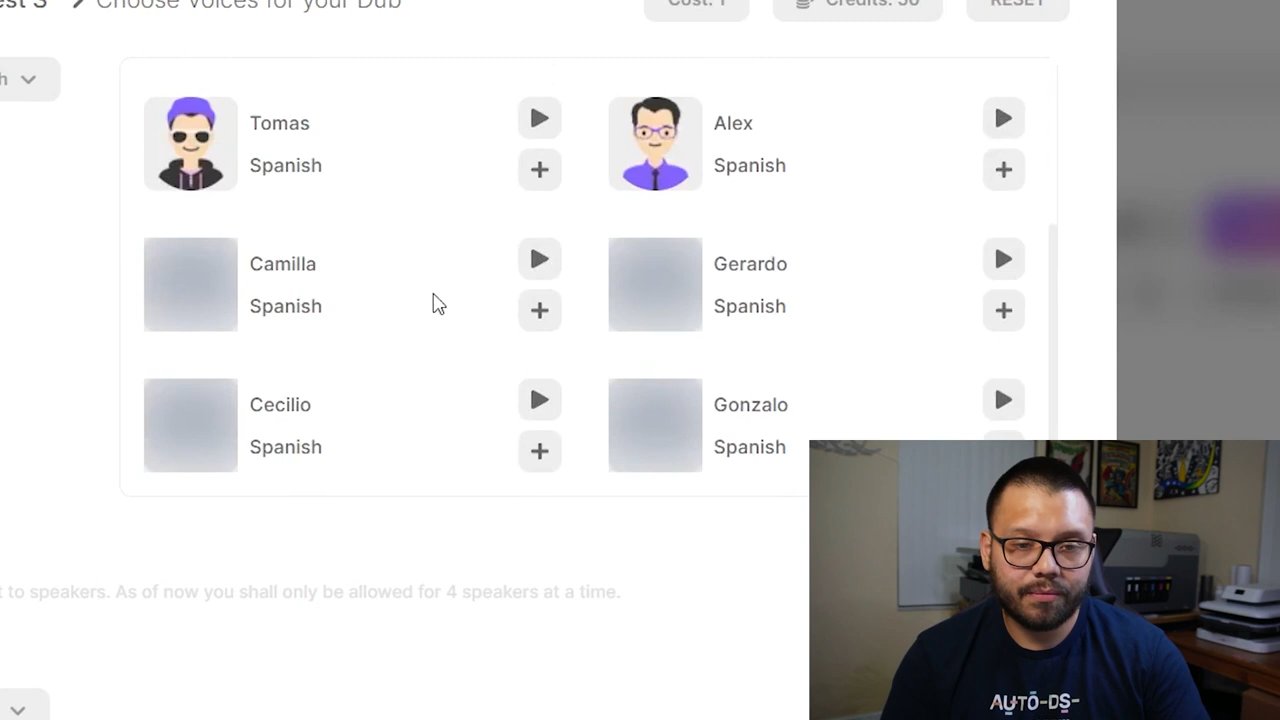 Choose Voices for your Dub
Cost: 1
Credits: 50
RESET
h
Tomas
Spanish
Alex
Spanish
Camilla
Spanish
Gerardo
Spanish
Cecilio
Spanish
Gonzalo
Spanish
t to speakers. As of now you shall only be allowed for 4 speakers at a time.
AUTO-DS-